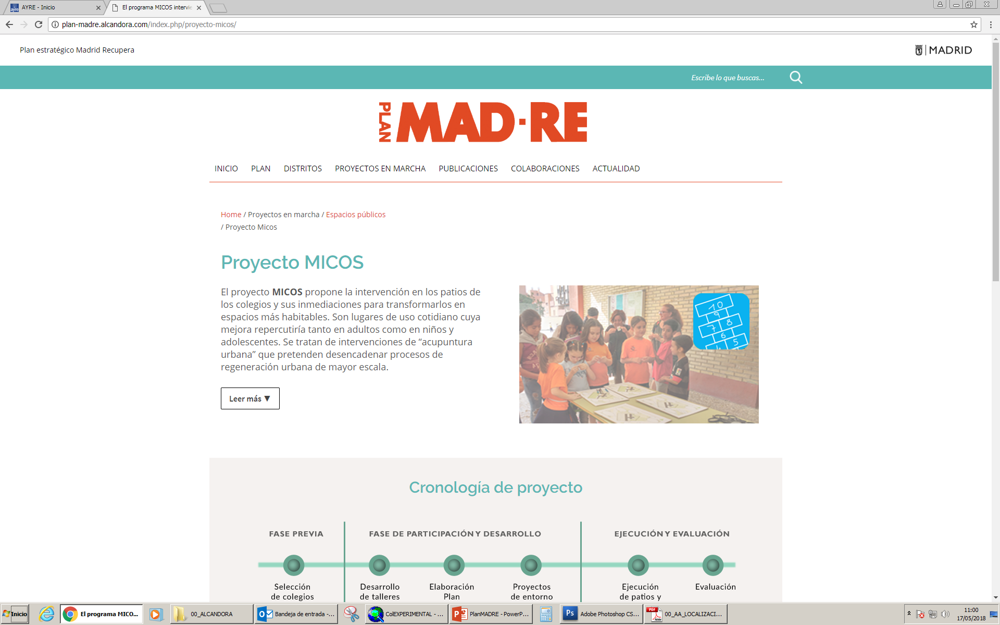 AYRE - Inicio
El programa MICOS intervie
plan-madre.alcandora.com/index.php/proyecto-micos/
Plan estratégico Madrid Recupera
MADRID
Escribe lo que buscas...
PLAN MAD-RE
INICIO PLAN DISTRITOS PROYECTOS EN MARCHA PUBLICACIONES COLABORACIONES ACTUALIDAD
Home / Proyectos en marcha / Espacios públicos
/ Proyecto Micos
Proyecto MICOS
El proyecto MICOS propone la intervención en los patios de
los colegios y sus inmediaciones para transformarlos en
espacios más habitables. Son lugares de uso cotidiano cuya
mejora repercutiría tanto en adultos como en niños y
adolescentes. Se tratan de intervenciones de “acupuntura
urbana” que pretenden desencadenar procesos de
regeneración urbana de mayor escala.
10
9
7 8
6
4 5
Leer más ▼
Cronología de proyecto
FASE PREVIA FASE DE PARTICIPACIÓN Y DESARROLLO EJECUCIÓN Y EVALUACIÓN
Selección Desarrollo Elaboración Proyectos Ejecución Evaluación
de colegios de talleres Plan de entorno de patios y
Inicio El programa MICO... 00_ALCANDORA Bandeja de entrada -... ColEXPERIMENTAL - ... PlanMADRE - PowerP... Adobe Photoshop CS... 00_AA_LOCALIZACI...
11:00
17/05/2018